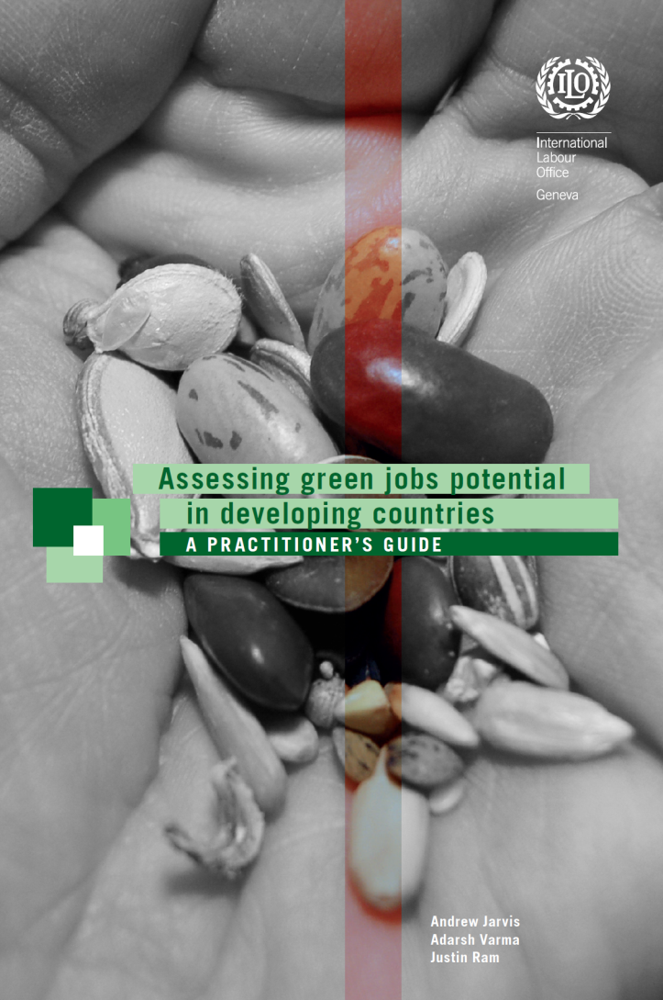 ILO
International
Labour
Office
Geneva
Assessing green jobs potential
in developing countries
A PRACTITIONER'S GUIDE
Andrew Jarvis
Adarsh Varma
Justin Ram